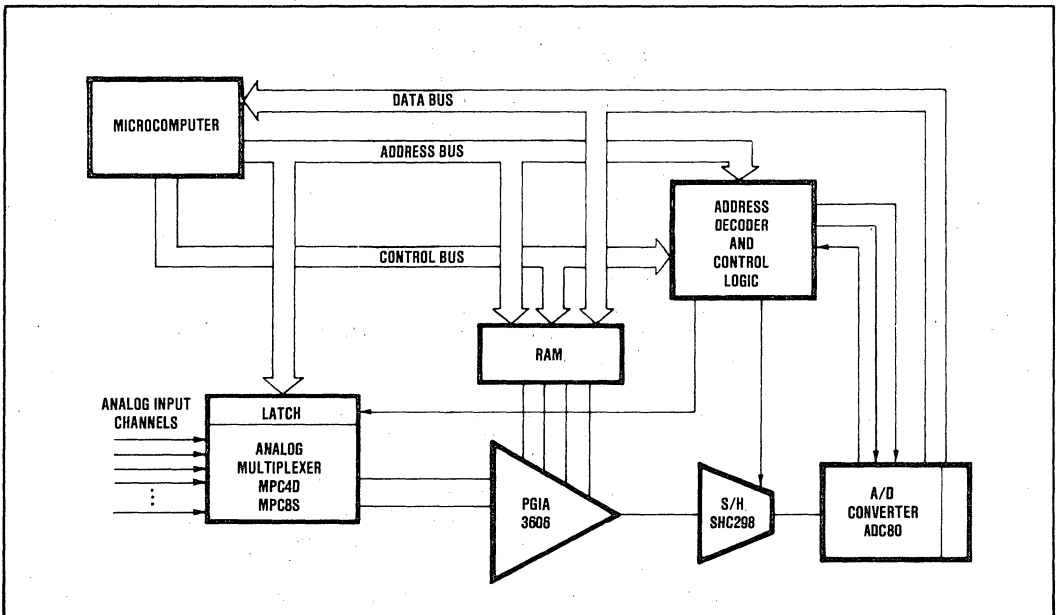 MICROCOMPUTER
DATA BUS
ADDRESS BUS
CONTROL BUS
ADDRESS
DECODER
AND
CONTROL
LOGIC
RAM
ANALOG INPUT
CHANNELS
LATCH
ANALOG
MULTIPLEXER
MPC4D
MPC8S
PGIA
3606
S/H
SHC298
A/D
CONVERTER
ADC80